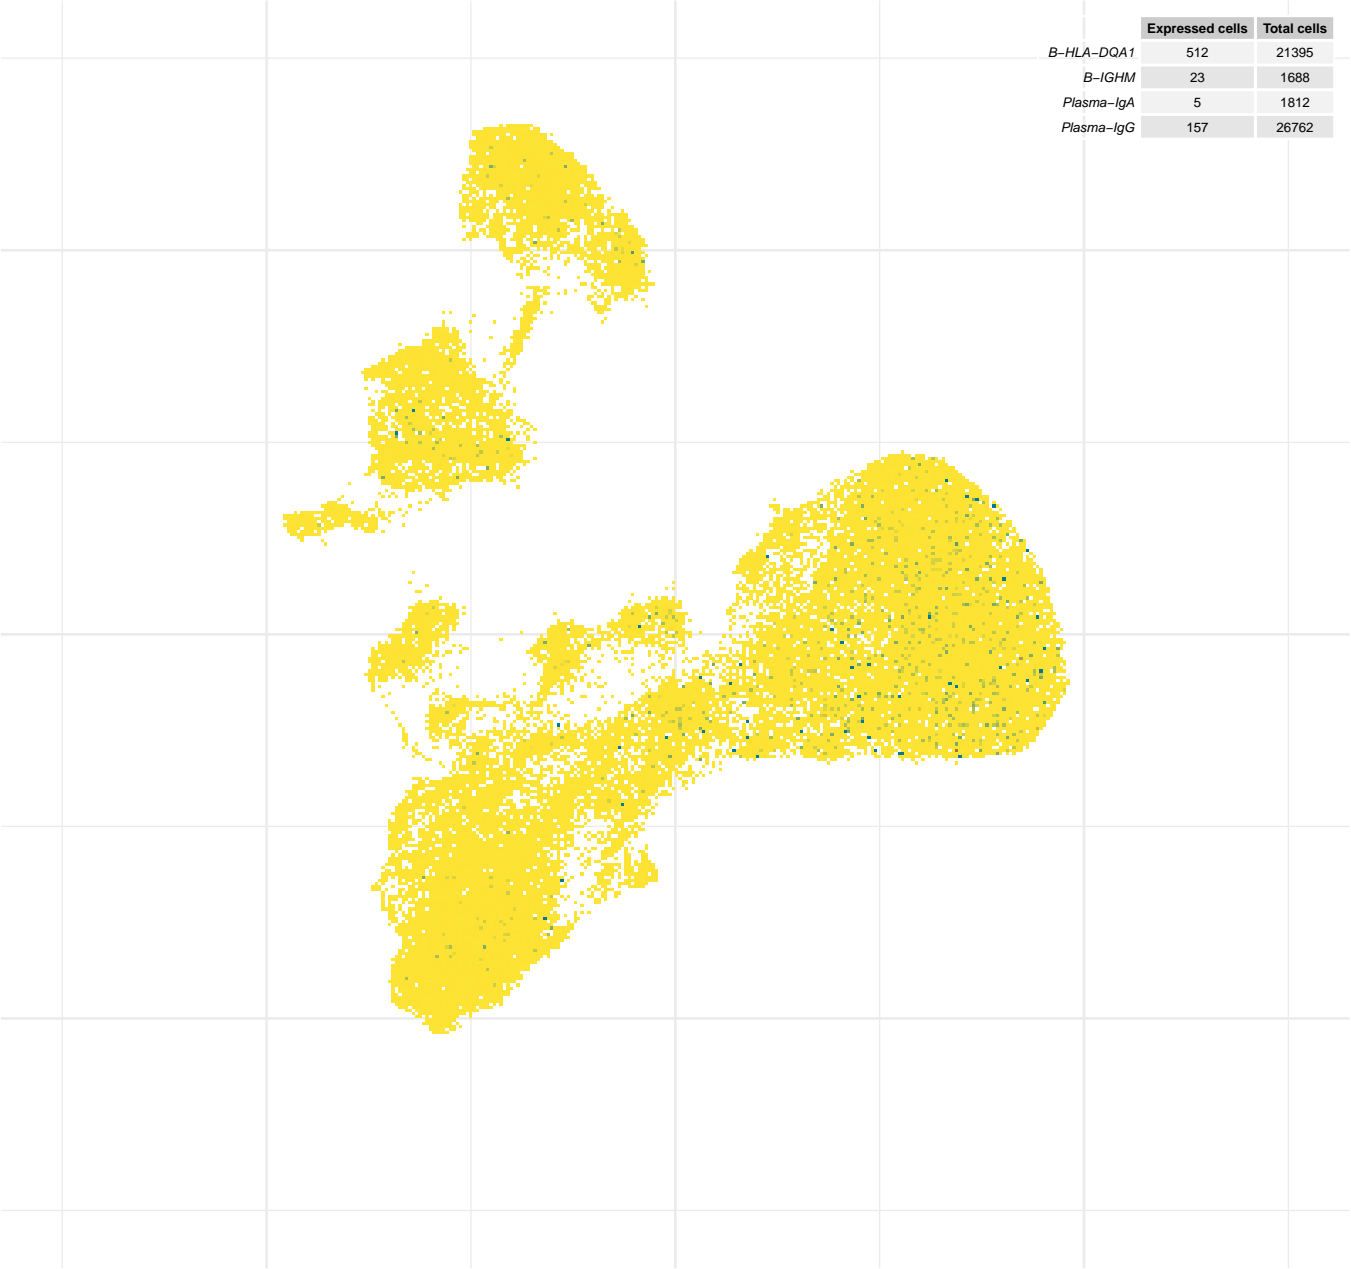 Expressed cells Total cells
B−HLA−DQA1 512 21395
B−IGHM 23 1688
Plasma−IgA 5 1812
Plasma−IgG 157 26762